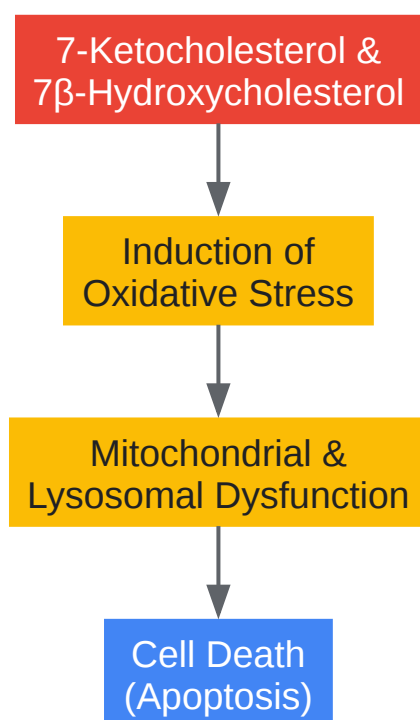 7-Ketocholesterol &
7β-Hydroxycholesterol
Induction of
Oxidative Stress
Mitochondrial &
Lysosomal Dysfunction
Cell Death
(Apoptosis)